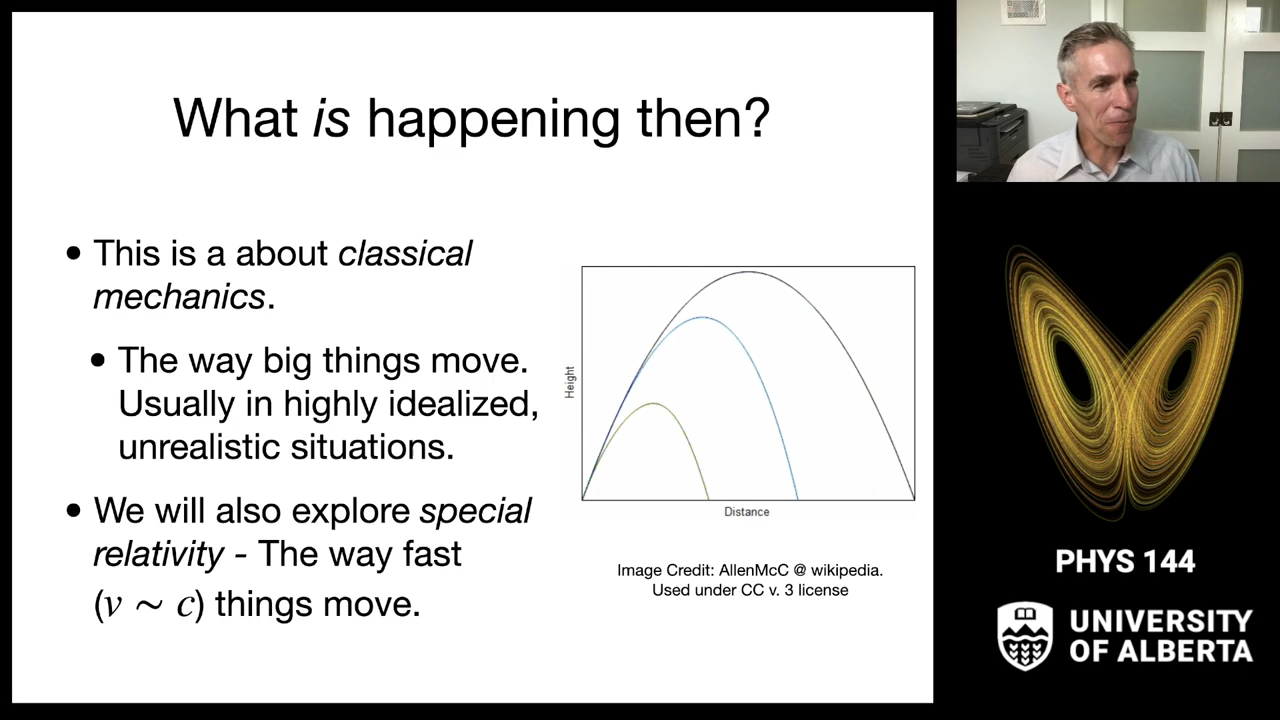 What is happening then?
• This is a about classical
mechanics.
• The way big things move.
Usually in highly idealized,
unrealistic situations.
• We will also explore special
relativity - The way fast
(v ∼ c) things move.
Height
Distance
Image Credit: AllenMcC @ wikipedia.
Used under CC v. 3 license
PHYS 144
UNIVERSITY
OF ALBERTA